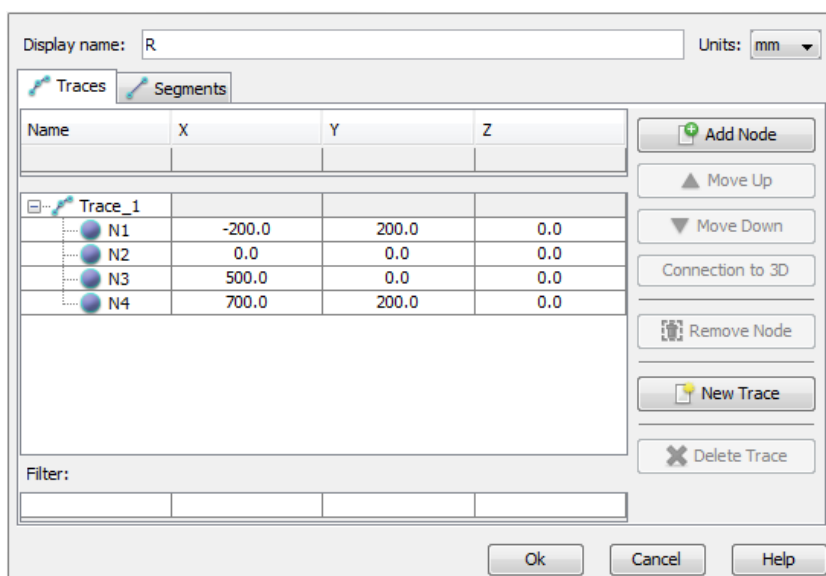 Display name: R Units: mm
Traces Segments
Name X Y Z
Add Node
Move Up
Trace_1
N1 -200.0 200.0 0.0
Move Down
N2 0.0 0.0 0.0
N3 500.0 0.0 0.0
Connection to 3D
N4 700.0 200.0 0.0
Remove Node
New Trace
Delete Trace
Filter:
Ok Cancel Help